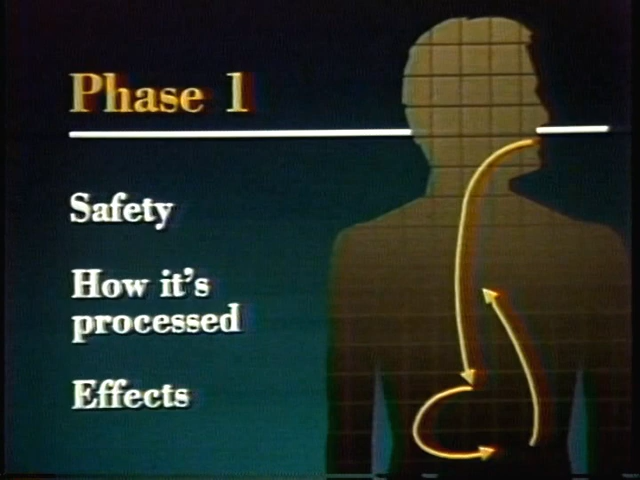 Phase 1
Safety
How it's
processed
Effects